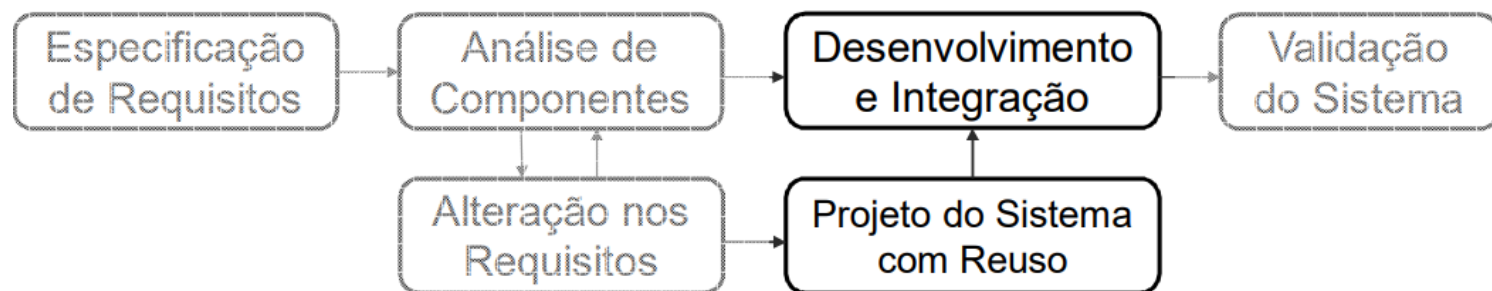 Especificação
de Requisitos
Análise de
Componentes
Desenvolvimento
e Integração
Validação
do Sistema
Alteração nos
Requisitos
Projeto do Sistema
com Reuso